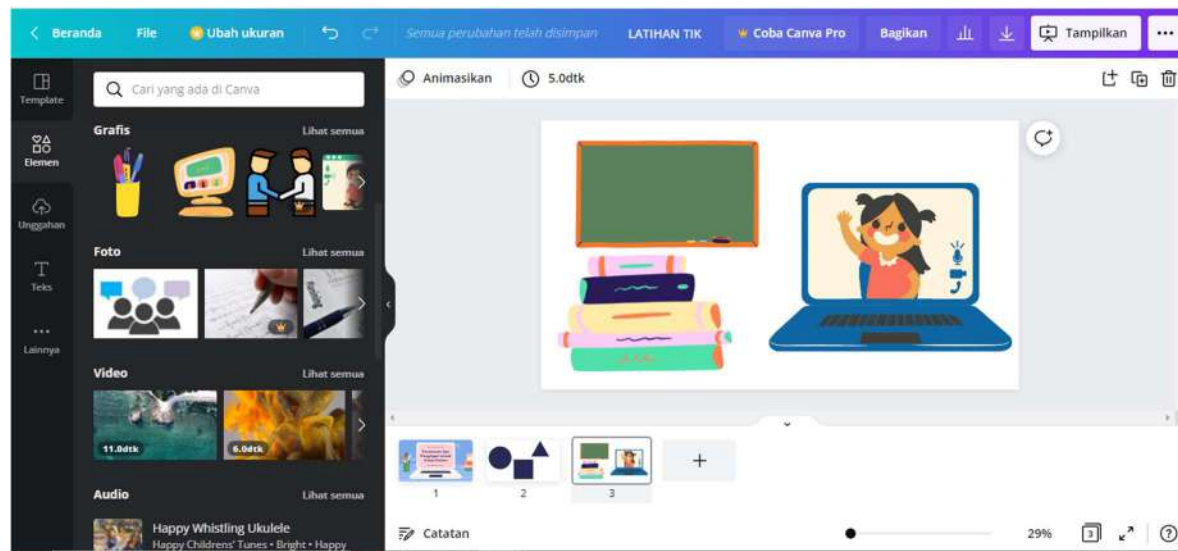 Beranda File Ubah ukuran Semua perubahan telah disimpan LATIHAN TIK Coba Canva Pro Bagikan Tampilkan
Template
Elemen
Unggahan
Teks
Lainnya
Cari yang ada di Canva
Grafis Lihat semua
Foto Lihat semua
Video Lihat semua
11.0dtk 6.0dtk
Audio Lihat semua
Happy Whistling Ukulele
Happy Childrens' Tunes • Bright • Happy
Animasikan 5.0dtk
1 2 3
Catatan 29% 3